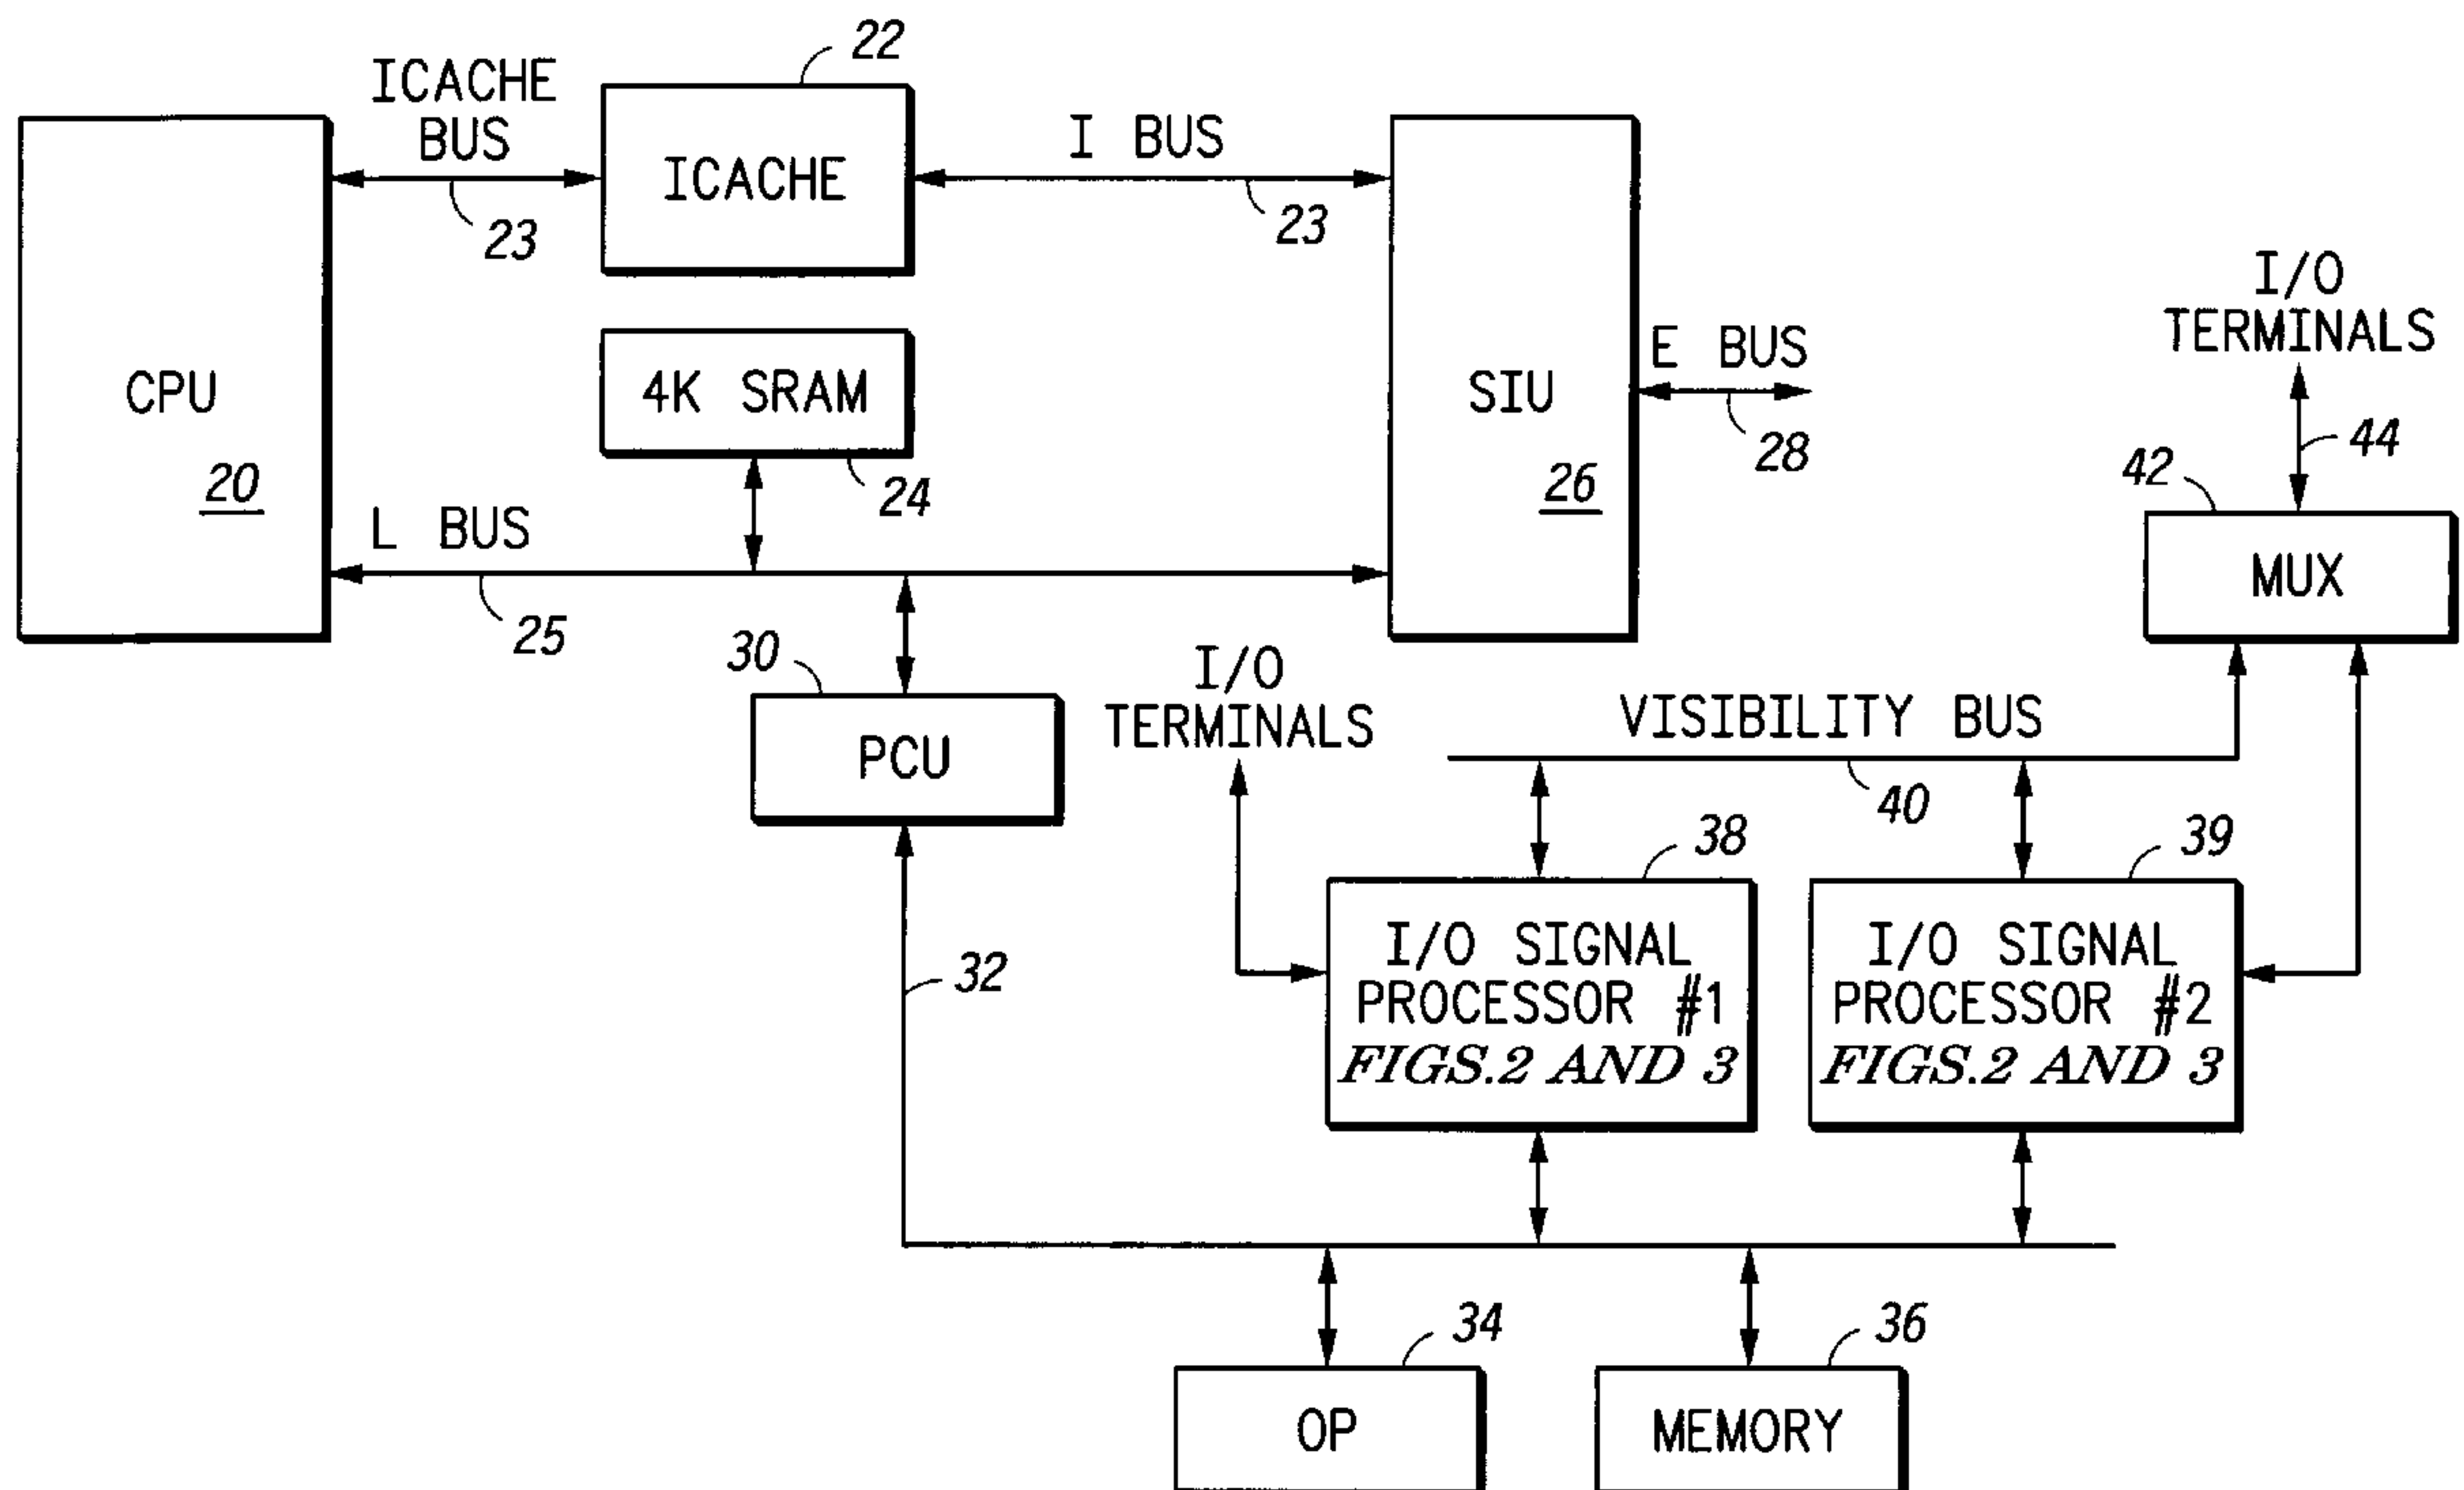 22
ICACHE
BUS
I BUS
ICACHE
23
23
I/O
TERMINALS
4K SRAM
E BUS
CPU
SIU
20
24
26
28
44
42
L BUS
MUX
25
30
I/O
TERMINALS
VISIBILITY BUS
PCU
40
38
39
I/O SIGNAL
PROCESSOR #1
FIGS.2 AND 3
I/O SIGNAL
PROCESSOR #2
FIGS.2 AND 3
32
34
36
OP
MEMORY